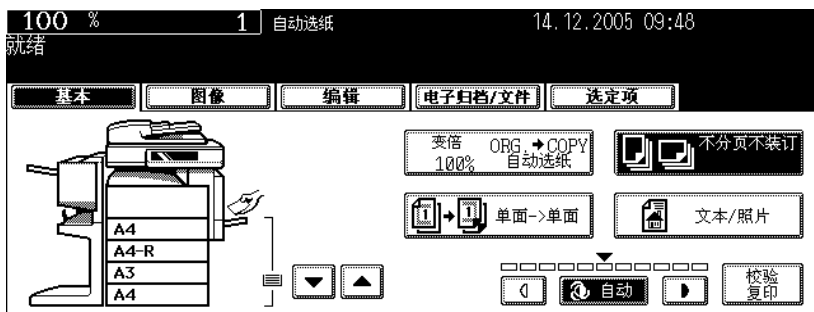 100 % 1 自动选纸 14.12.2005 09:48
就绪
基本 图像 编辑 电子归档/文件 选定项
变倍 ORG.➔COPY 不分页不装订
100% 自动选纸
1➔1 单面->单面 文本/照片
A4
A4-R
A3
A4
自动 校验
复印